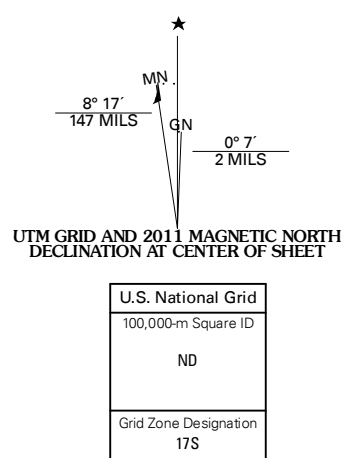 ★
MN
8° 17´
147 MILS
GN
0° 7´
2 MILS
UTM GRID AND 2011 MAGNETIC NORTH
DECLINATION AT CENTER OF SHEET
U.S. National Grid
100,000-m Square ID
ND
Grid Zone Designation
17S